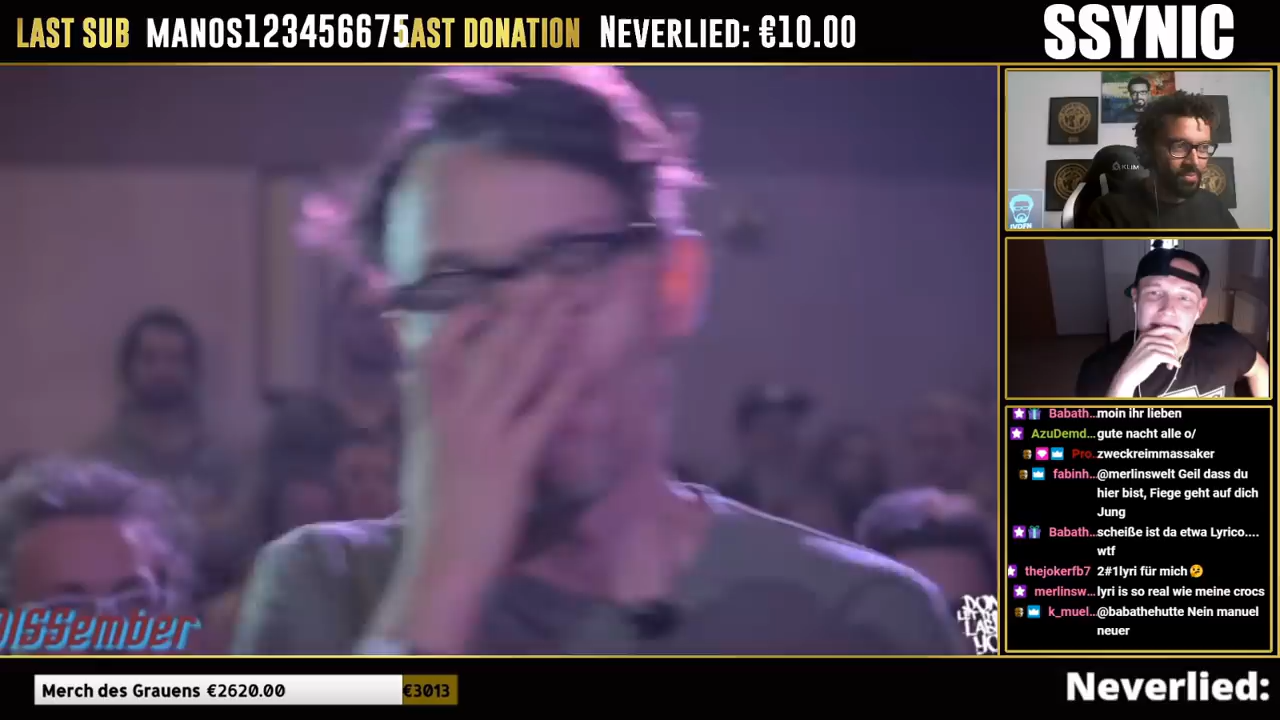 LAST SUB MANOS123456675 LAST DONATION NEVERLIED: €10.00
SSYNIC
KLIM
Babath...moin ihr lieben
AzuDemd...gute nacht alle o/
Pro..zweckreimmassaker
fabinh...@merlinswelt Geil dass du
hier bist, Fiege geht auf dich
Jung
Babath...scheiße ist da etwa Lyrico....
wtf
thejokerfb7 2#1lyri für mich
merlinsw...lyri is so real wie meine crocs
k_muel...@babathehutte Nein manuel
neuer
DISSember
Merch des Grauens €2620.00
€3013
Neverlied: